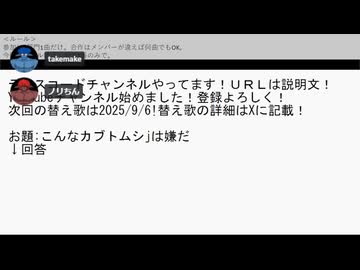 ＜ルール＞
takemake
ノリちん
チャンネルやってます！ＵＲＬは説明文！
チャンネル始めました！登録よろしく！
次回の替え歌は2025/9/6!替え歌の詳細はXに記載！
お題:こんなカブトムシjは嫌だ
↓回答